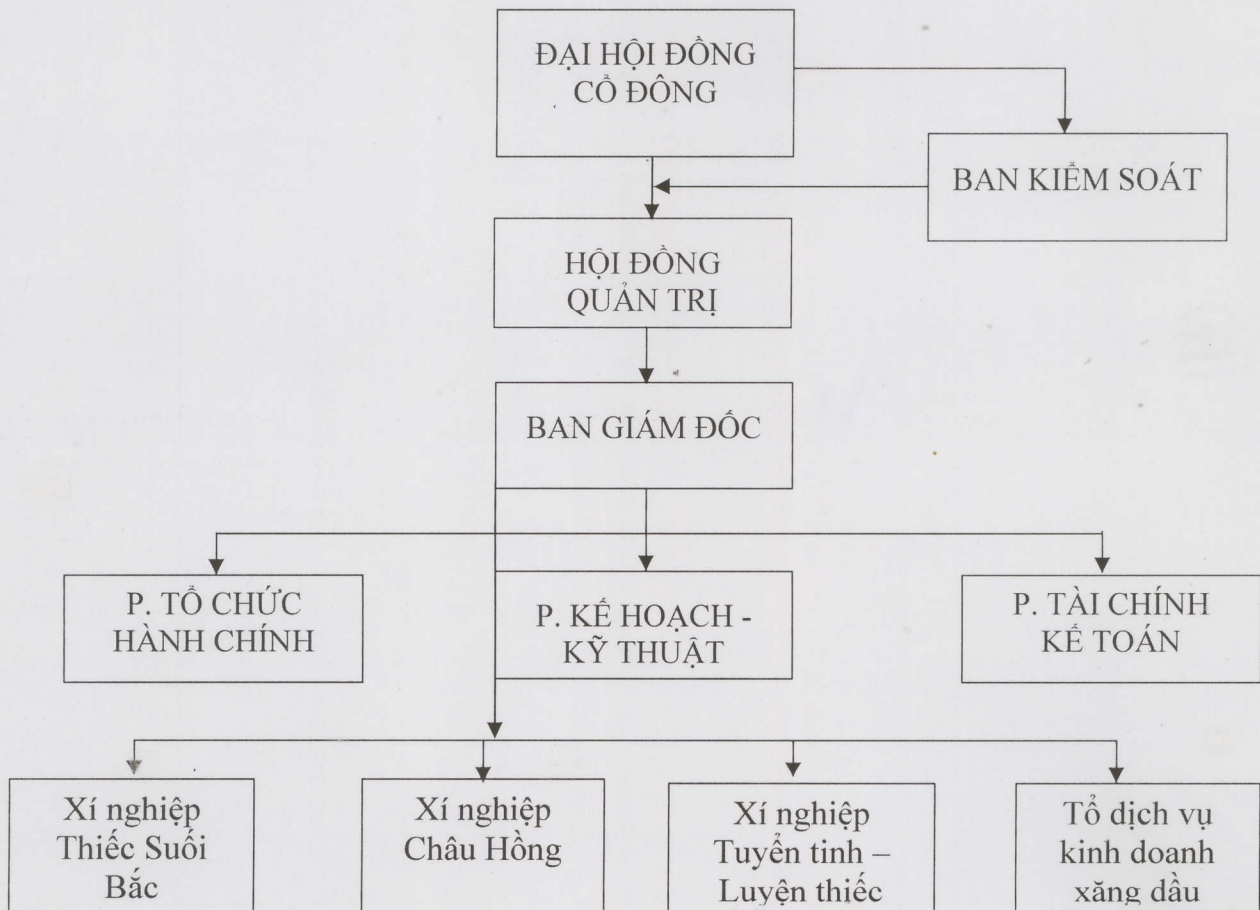 ĐẠI HỘI ĐỒNG
CỔ ĐÔNG
BAN KIỂM SOÁT
HỘI ĐỒNG
QUẢN TRỊ
BAN GIÁM ĐỐC
P. TỔ CHỨC
HÀNH CHÍNH
P. KẾ HOẠCH -
KỸ THUẬT
P. TÀI CHÍNH
KẾ TOÁN
Xí nghiệp
Thiếc Suối
Bắc
Xí nghiệp
Châu Hồng
Xí nghiệp
Tuyển tinh –
Luyện thiếc
Tổ dịch vụ
kinh doanh
xăng dầu